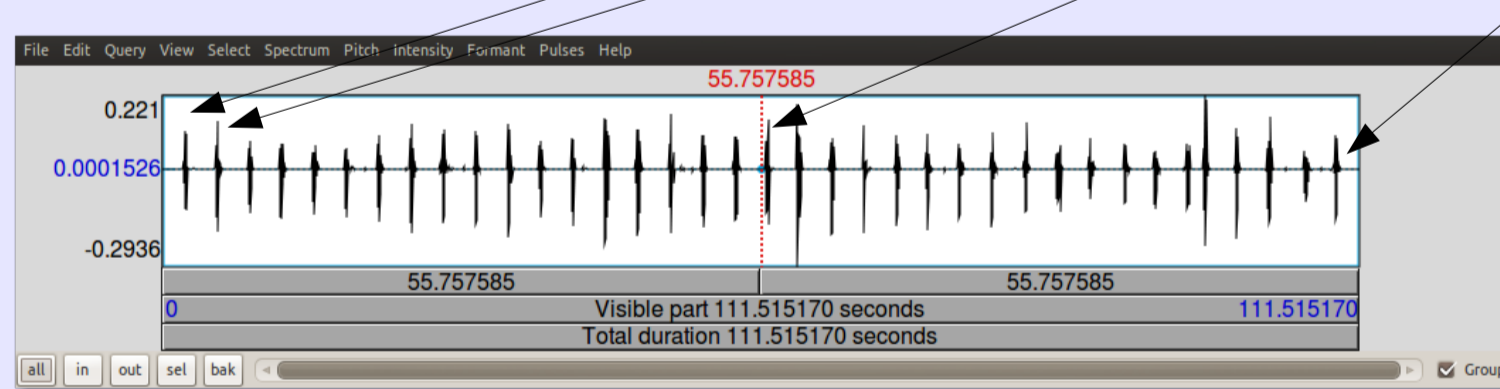 File Edit Query View Select Spectrum Pitch Intensity Formant Pulses Help
55.757585
0.221
0.0001526
-0.2936
55.757585 55.757585
0 Visible part 111.515170 seconds 111.515170
Total duration 111.515170 seconds
all in out sel bak Group